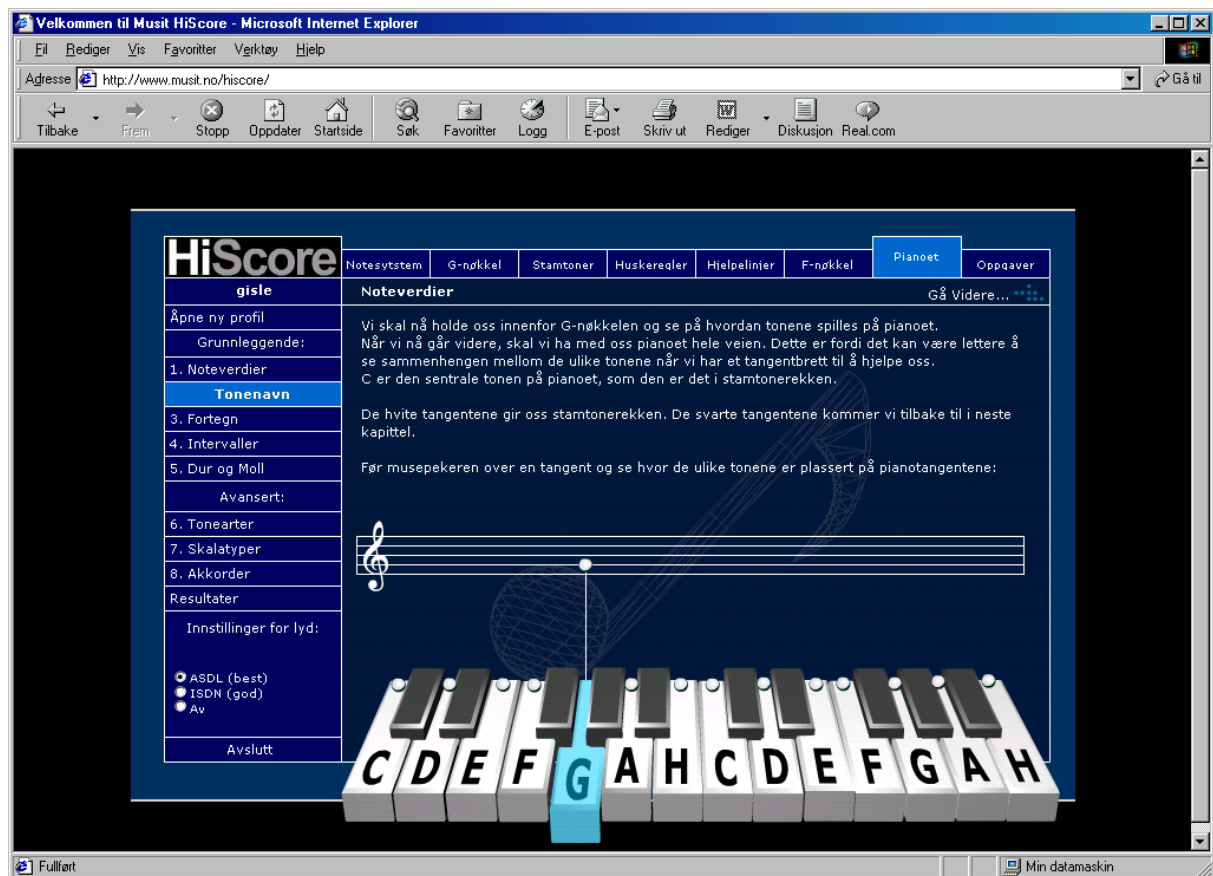 Velkommen til Musit HiScore - Microsoft Internet Explorer
Fil Rediger Vis Favoritter Verktøy Hjelp
Adresse http://www.musit.no/hiscore/ Gå til
Tilbake Frem Stopp Oppdater Startside Søk Favoritter Logg E-post Skriv ut Rediger Diskusjon Real.com
HiScore
Notesytstem G-nøkkel Stamtoner Huskeregler Hjelpelinjer F-nøkkel Pianoet Oppgaver
gisle
Åpne ny profil
Grunnleggende:
1. Noteverdier
Tonenavn
3. Fortegn
4. Intervaller
5. Dur og Moll
Avansert:
6. Tonearter
7. Skalatyper
8. Akkorder
Resultater
Innstillinger for lyd:
ASDL (best)
ISDN (god)
Av
Avslutt
Noteverdier Gå Videre...
Vi skal nå holde oss innenfor G-nøkkelen og se på hvordan tonene spilles på pianoet.
Når vi nå går videre, skal vi ha med oss pianoet hele veien. Dette er fordi det kan være lettere å
se sammenhengen mellom de ulike tonene når vi har et tangentbrett til å hjelpe oss.
C er den sentrale tonen på pianoet, som den er det i stamtonerekken.
De hvite tangentene gir oss stamtonerekken. De svarte tangentene kommer vi tilbake til i neste
kapittel.
Før musepekeren over en tangent og se hvor de ulike tonene er plassert på pianotangentene:
C D E F G A H C D E F G A H
Fullført Min datamaskin